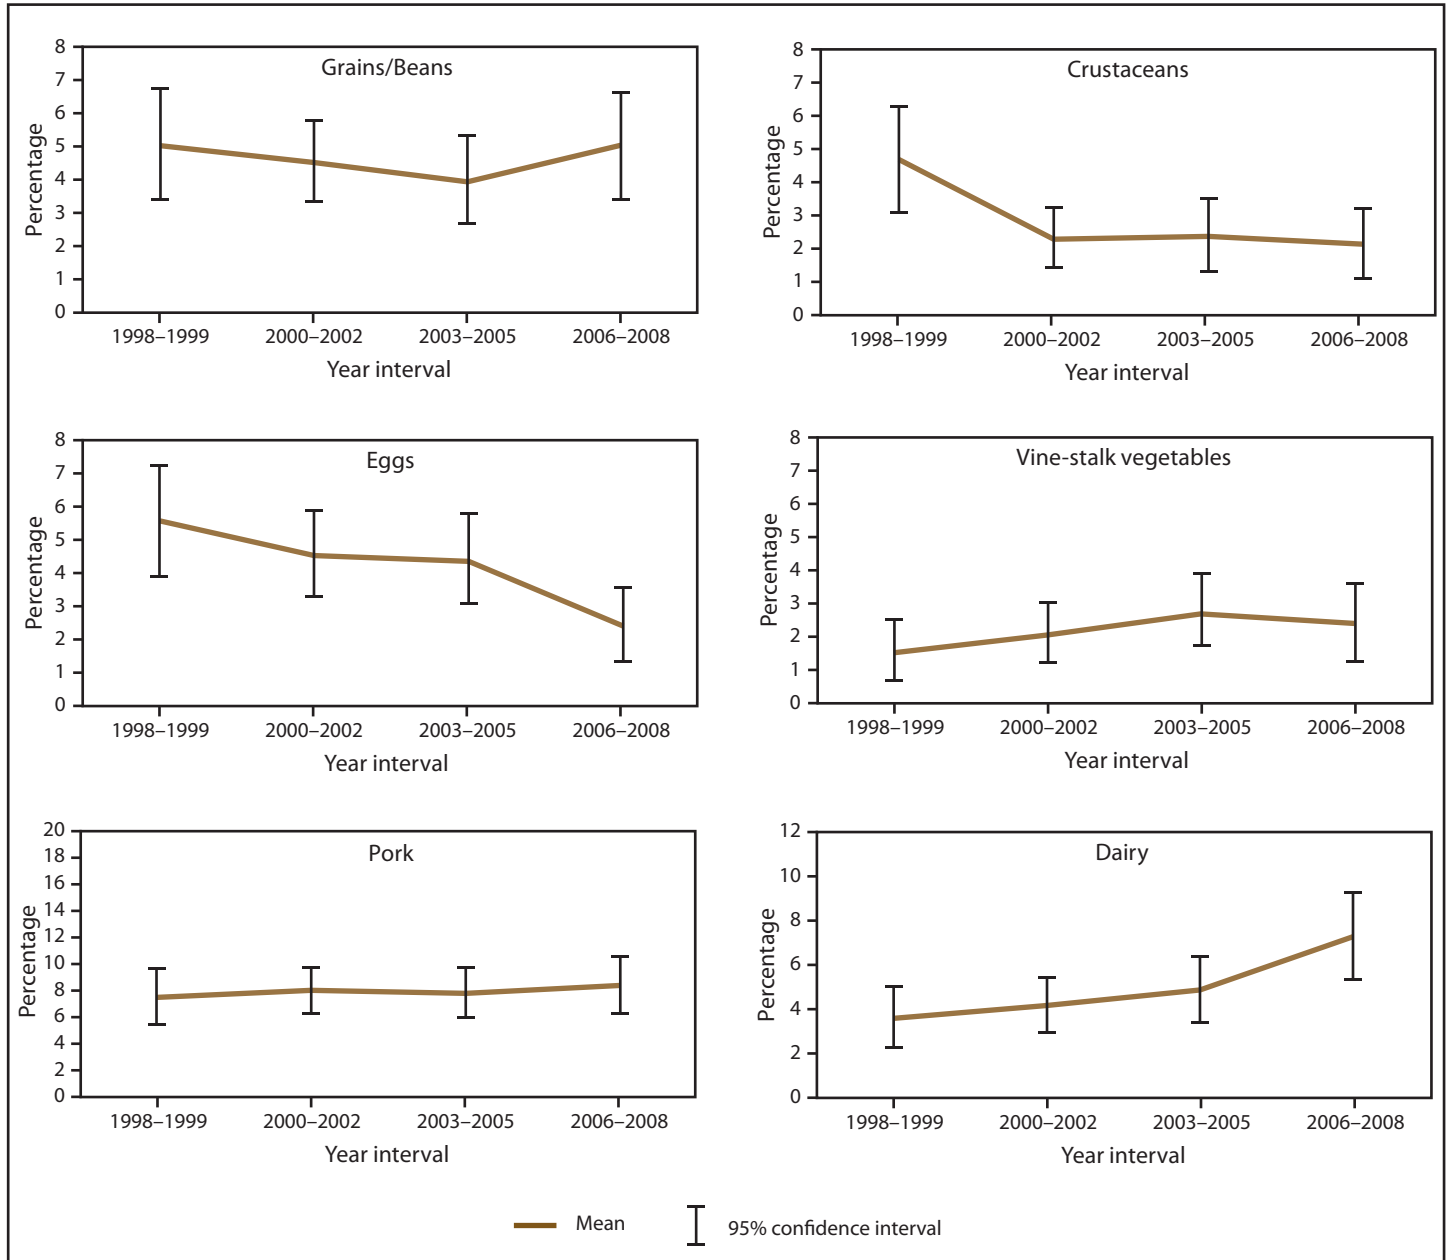 Grains/Beans
Percentage
8
7
6
5
4
3
2
1
0
1998–1999 2000–2002 2003–2005 2006–2008
Year interval
Crustaceans
Percentage
8
7
6
5
4
3
2
1
0
1998–1999 2000–2002 2003–2005 2006–2008
Year interval
Eggs
Percentage
8
7
6
5
4
3
2
1
0
1998–1999 2000–2002 2003–2005 2006–2008
Year interval
Vine-stalk vegetables
Percentage
8
7
6
5
4
3
2
1
0
1998–1999 2000–2002 2003–2005 2006–2008
Year interval
Pork
Percentage
20
18
16
14
12
10
8
6
4
2
0
1998–1999 2000–2002 2003–2005 2006–2008
Year interval
Dairy
Percentage
12
10
8
6
4
2
0
1998–1999 2000–2002 2003–2005 2006–2008
Year interval
Mean 95% confidence interval